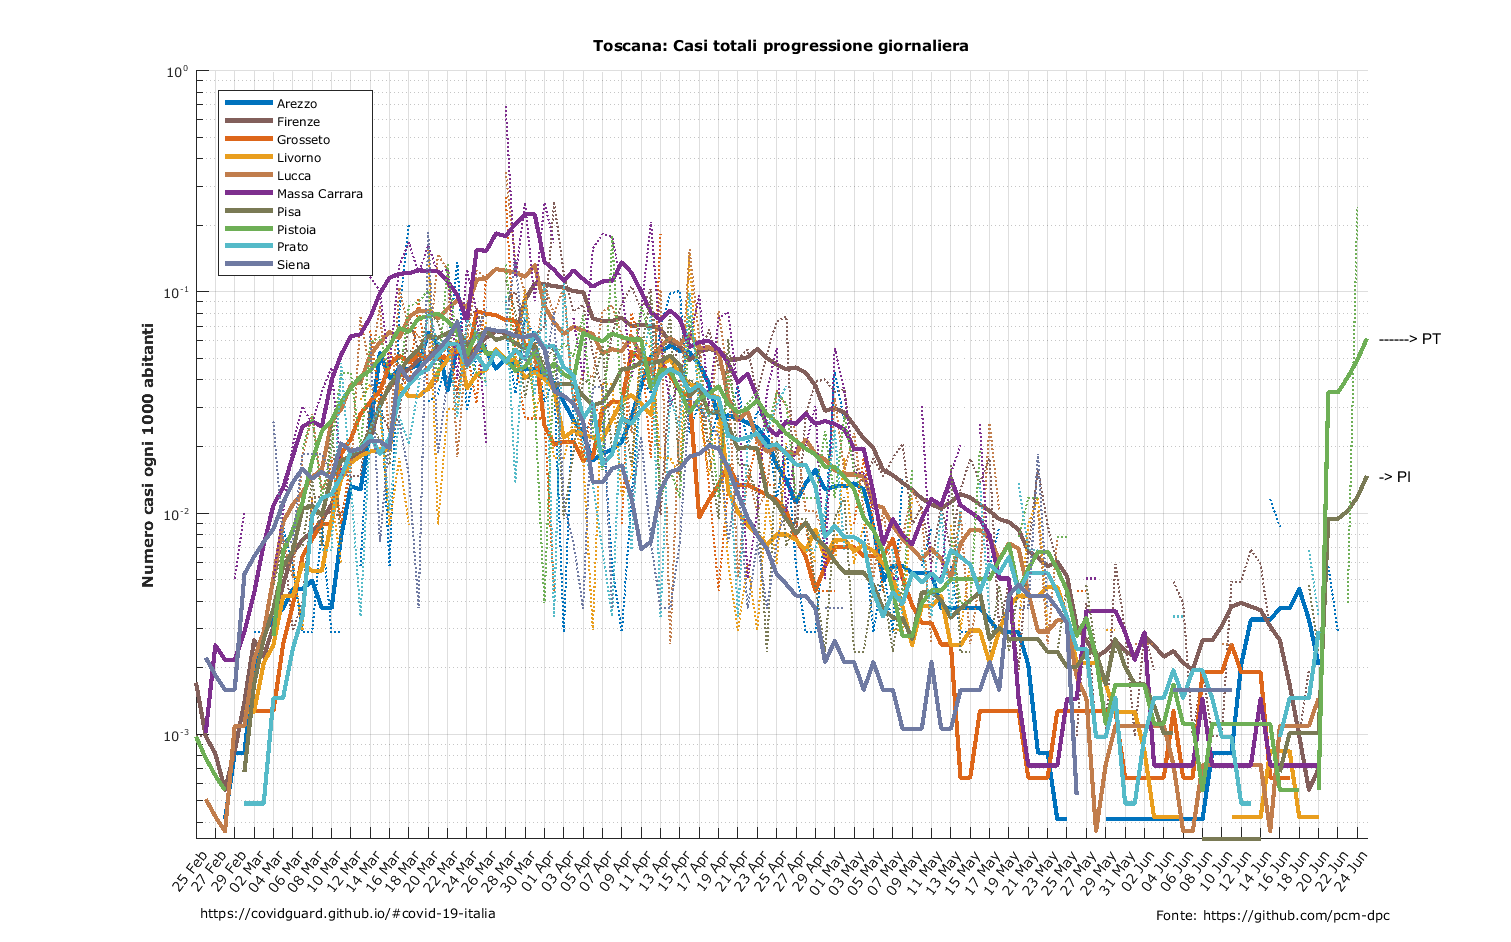 Toscana: Casi totali progressione giornaliera
Numero casi ogni 1000 abitanti
10⁰
10⁻¹
10⁻²
10⁻³
Arezzo
Firenze
Grosseto
Livorno
Lucca
Massa Carrara
Pisa
Pistoia
Prato
Siena
------> PT
-> PI
25 Feb
27 Feb
29 Feb
02 Mar
04 Mar
06 Mar
08 Mar
10 Mar
12 Mar
14 Mar
16 Mar
18 Mar
20 Mar
22 Mar
24 Mar
26 Mar
28 Mar
30 Mar
01 Apr
03 Apr
05 Apr
07 Apr
09 Apr
11 Apr
13 Apr
15 Apr
17 Apr
19 Apr
21 Apr
23 Apr
25 Apr
27 Apr
29 Apr
01 May
03 May
05 May
07 May
09 May
11 May
13 May
15 May
17 May
19 May
21 May
23 May
25 May
27 May
29 May
31 May
02 Jun
04 Jun
06 Jun
08 Jun
10 Jun
12 Jun
14 Jun
16 Jun
18 Jun
20 Jun
22 Jun
24 Jun
https://covidguard.github.io/#covid-19-italia
Fonte: https://github.com/pcm-dpc